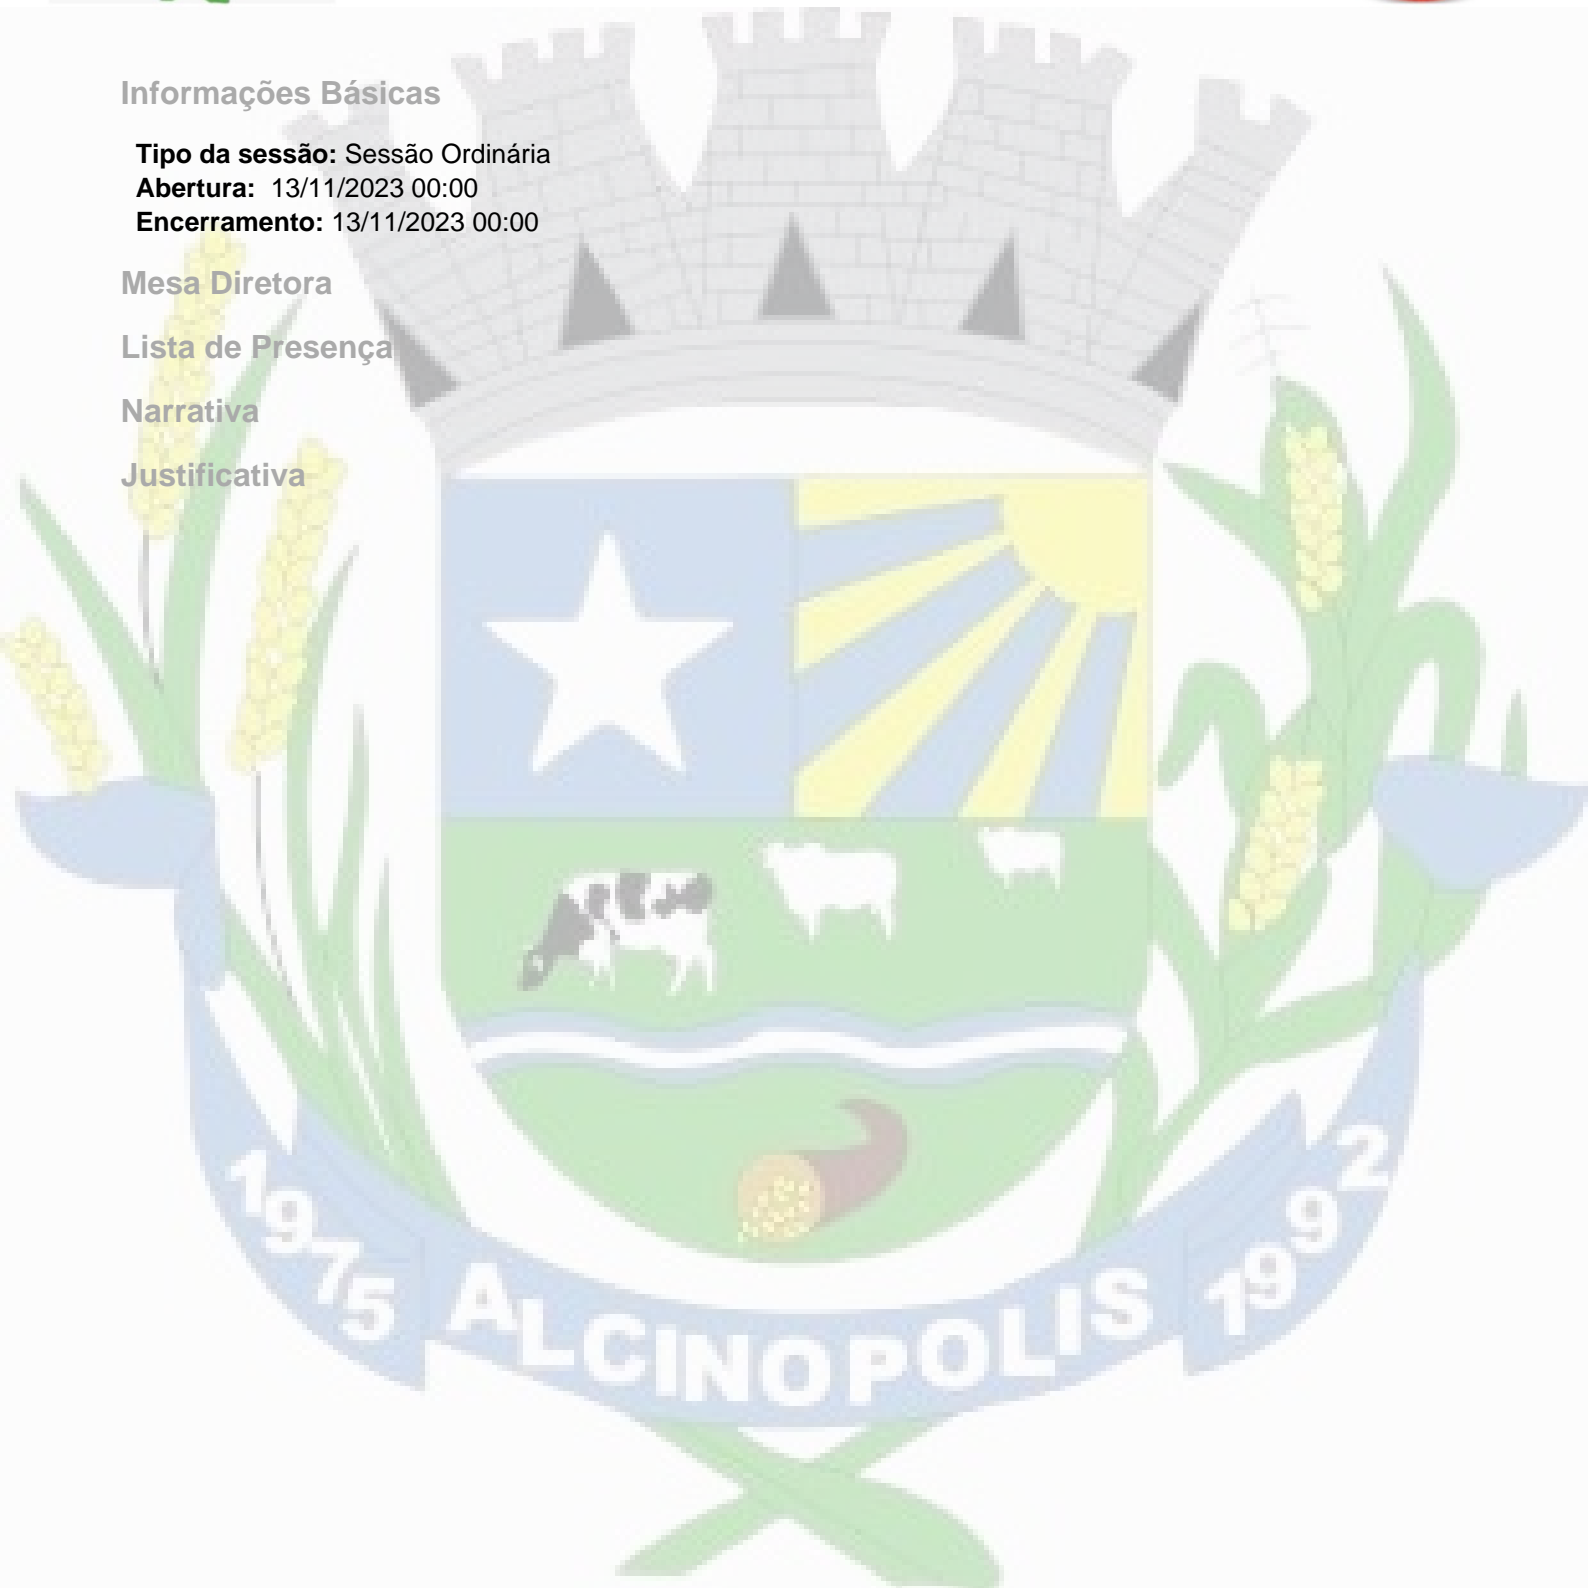 Informações Básicas
Tipo da sessão: Sessão Ordinária
Abertura: 13/11/2023 00:00
Encerramento: 13/11/2023 00:00
Mesa Diretora
Lista de Presença
Narrativa
Justificativa
1975 ALCINOPOLIS 1992